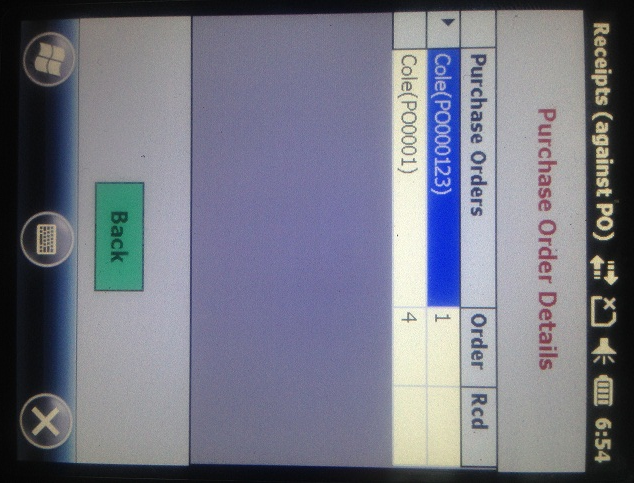 Receipts (against PO) 6:54
Purchase Order Details
Purchase Orders Order Rcd
Cole(PO000123) 1
Cole(PO0001) 4
Back